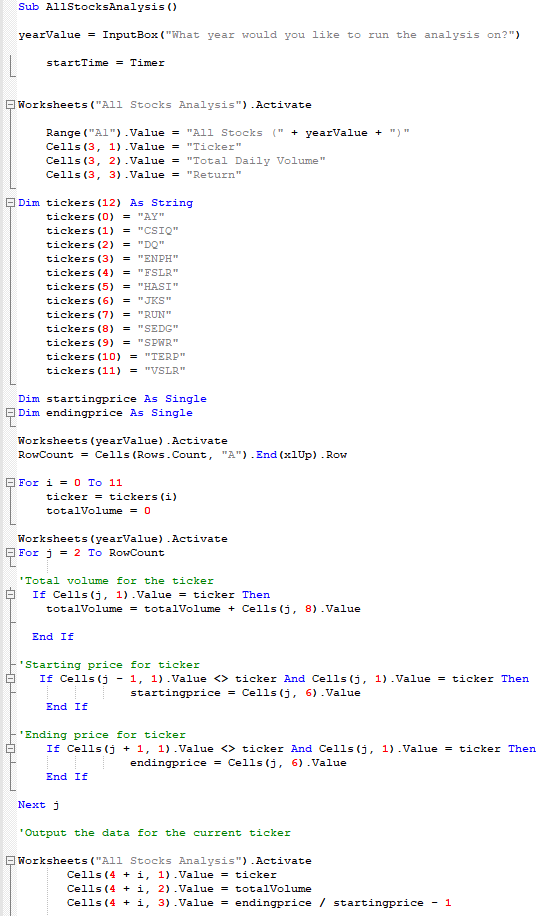 Sub AllStocksAnalysis()
yearValue = InputBox("What year would you like to run the analysis on?")
startTime = Timer
Worksheets("All Stocks Analysis").Activate
Range("A1").Value = "All Stocks (" + yearValue + ")"
Cells(3, 1).Value = "Ticker"
Cells(3, 2).Value = "Total Daily Volume"
Cells(3, 3).Value = "Return"
Dim tickers(12) As String
tickers(0) = "AY"
tickers(1) = "CSIQ"
tickers(2) = "DQ"
tickers(3) = "ENPH"
tickers(4) = "FSLR"
tickers(5) = "HASI"
tickers(6) = "JKS"
tickers(7) = "RUN"
tickers(8) = "SEDG"
tickers(9) = "SPWR"
tickers(10) = "TERP"
tickers(11) = "VSLR"
Dim startingprice As Single
Dim endingprice As Single
Worksheets(yearValue).Activate
RowCount = Cells(Rows.Count, "A").End(xlUp).Row
For i = 0 To 11
ticker = tickers(i)
totalVolume = 0
Worksheets(yearValue).Activate
For j = 2 To RowCount
'Total volume for the ticker
If Cells(j, 1).Value = ticker Then
totalVolume = totalVolume + Cells(j, 8).Value
End If
'Starting price for ticker
If Cells(j - 1, 1).Value <> ticker And Cells(j, 1).Value = ticker Then
startingprice = Cells(j, 6).Value
End If
'Ending price for ticker
If Cells(j + 1, 1).Value <> ticker And Cells(j, 1).Value = ticker Then
endingprice = Cells(j, 6).Value
End If
Next j
'Output the data for the current ticker
Worksheets("All Stocks Analysis").Activate
Cells(4 + i, 1).Value = ticker
Cells(4 + i, 2).Value = totalVolume
Cells(4 + i, 3).Value = endingprice / startingprice - 1